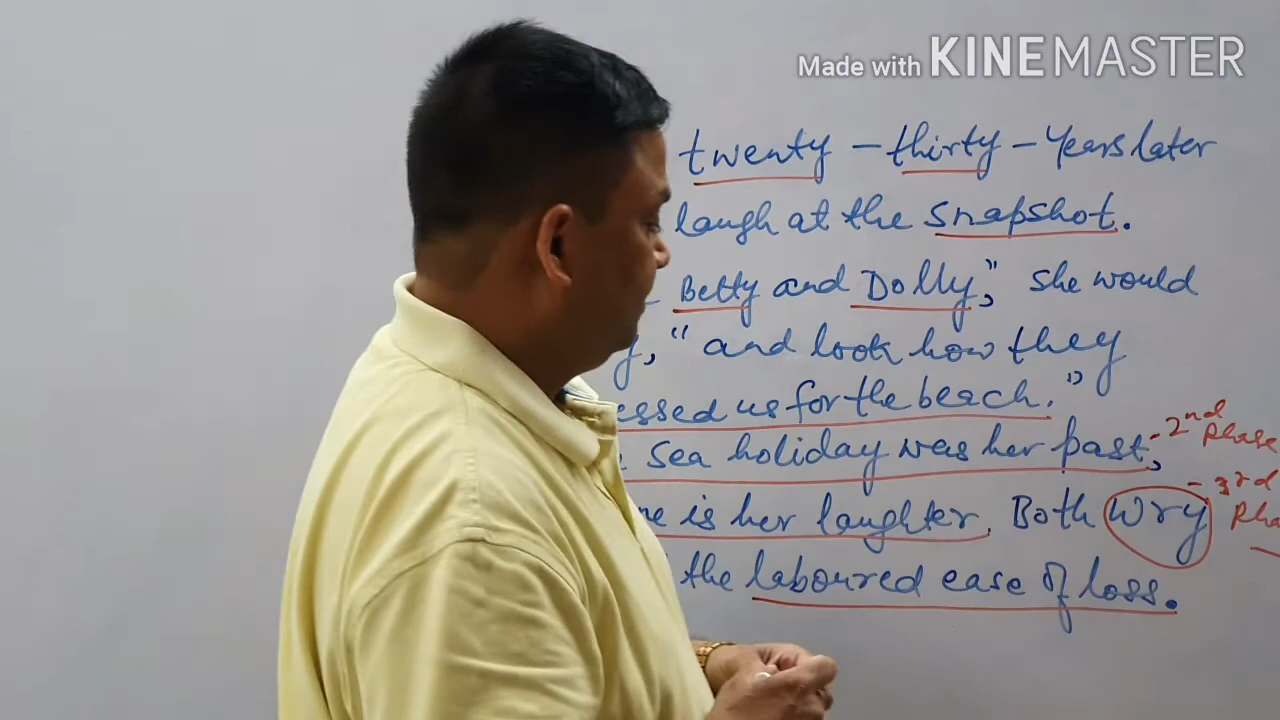 Made with KINEMASTER
twenty - thirty - years later
laugh at the snapshot.
Betty and Dolly," she would
," and look how they
essed us for the beach."
sea holiday was her past, - 2nd Phase
ne is her laughter. Both wry - 3rd
the laboured ease of loss.